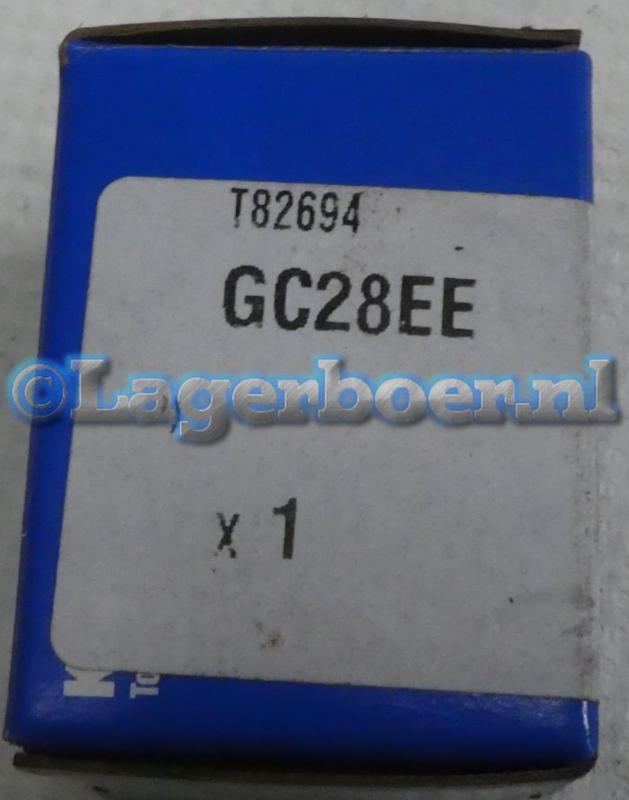 T82694
GC28EE
©Lagerboer.nl
x 1